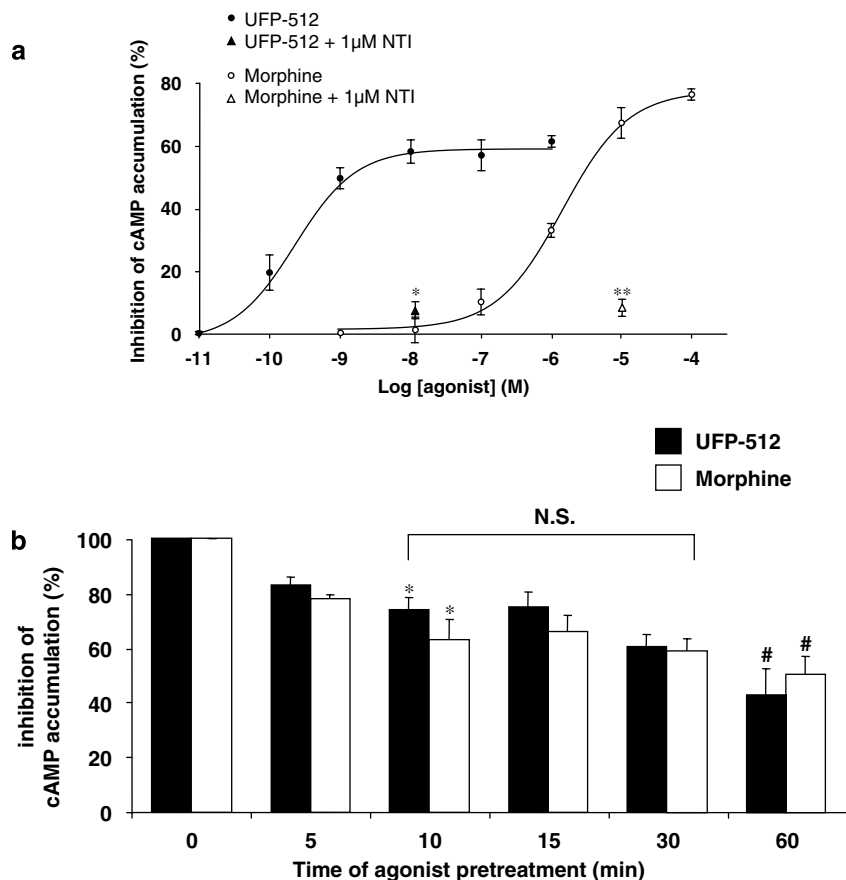 ● UFP-512
▲ UFP-512 + 1µM NTI
○ Morphine
△ Morphine + 1µM NTI
a
Inhibition of cAMP accumulation (%)
80
60
40
20
0
*
**
-11 -10 -9 -8 -7 -6 -5 -4
Log [agonist] (M)
UFP-512
Morphine
b
N.S.
inhibition of
cAMP accumulation (%)
100
80
60
40
60
0
* *
# #
0 5 10 15 30 60
Time of agonist pretreatment (min)